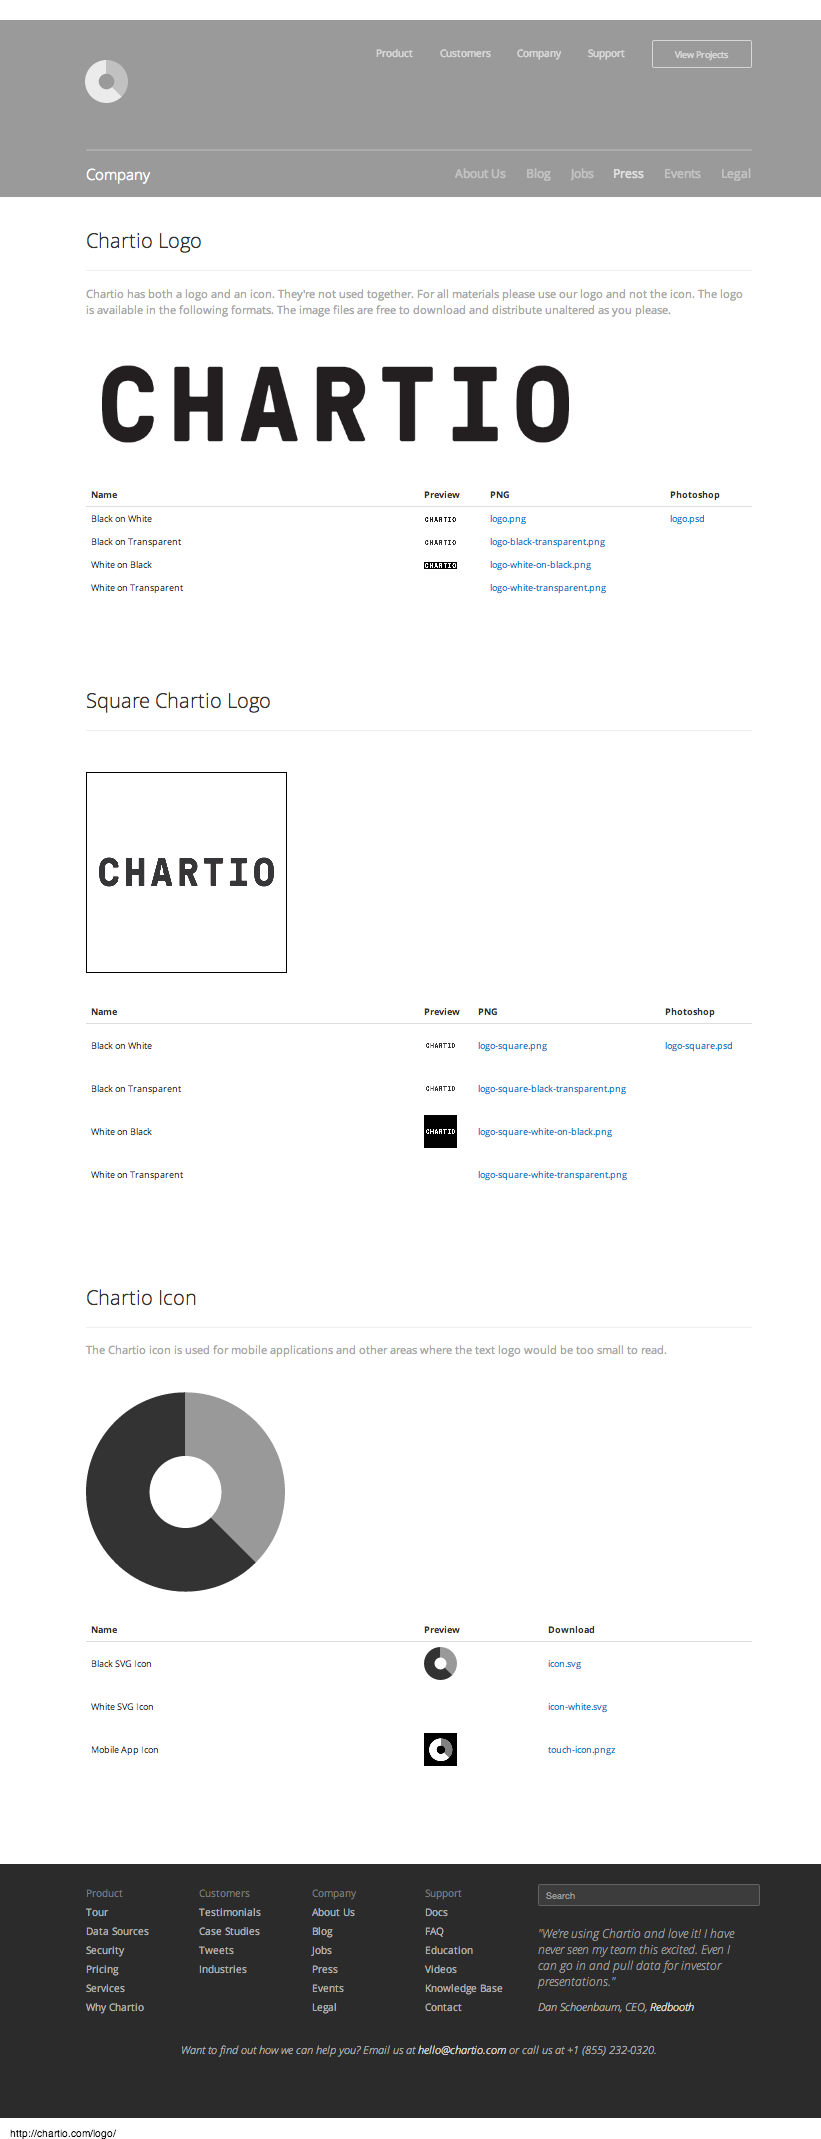 Product Customers Company Support View Projects
Company About Us Blog Jobs Press Events Legal
Chartio Logo
Chartio has both a logo and an icon. They're not used together. For all materials please use our logo and not the icon. The logo
is available in the following formats. The image files are free to download and distribute unaltered as you please.
CHARTIO
Name Preview PNG Photoshop
Black on White CHARTIO logo.png logo.psd
Black on Transparent CHARTIO logo-black-transparent.png
White on Black CHARTIO logo-white-on-black.png
White on Transparent logo-white-transparent.png
Square Chartio Logo
CHARTIO
Name Preview PNG Photoshop
Black on White CHARTIO logo-square.png logo-square.psd
Black on Transparent CHARTIO logo-square-black-transparent.png
White on Black CHARTIO logo-square-white-on-black.png
White on Transparent logo-square-white-transparent.png
Chartio Icon
The Chartio icon is used for mobile applications and other areas where the text logo would be too small to read.
Name Preview Download
Black SVG Icon icon.svg
White SVG Icon icon-white.svg
Mobile App Icon touch-icon.pngz
Product
Tour
Data Sources
Security
Pricing
Services
Why Chartio
Customers
Testimonials
Case Studies
Tweets
Industries
Company
About Us
Blog
Jobs
Press
Events
Legal
Support
Docs
FAQ
Education
Videos
Knowledge Base
Contact
Search
"We're using Chartio and love it! I have
never seen my team this excited. Even I
can go in and pull data for investor
presentations."
Dan Schoenbaum, CEO, Redbooth
Want to find out how we can help you? Email us at hello@chartio.com or call us at +1 (855) 232-0320.
http://chartio.com/logo/